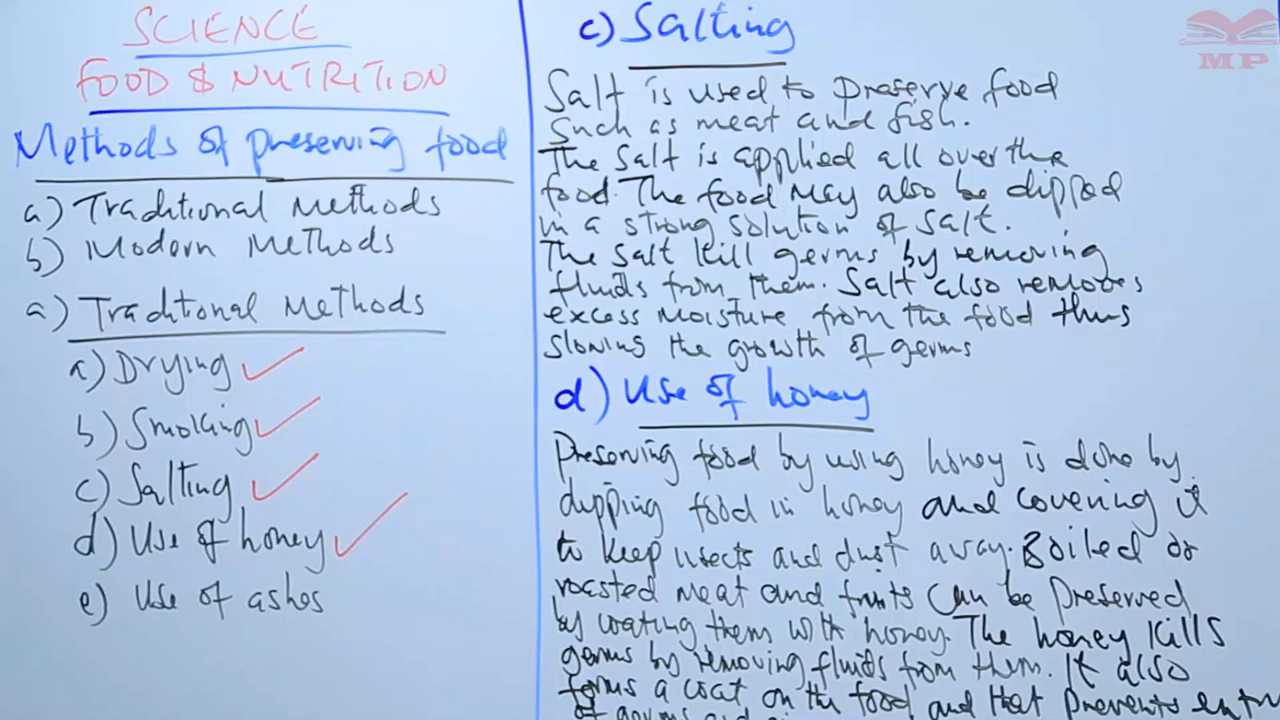 SCIENCE
FOOD & NUTRITION
Methods of preserving food
a) Traditional Methods
b) Modern Methods
a) Traditional Methods
a) Drying
b) Smoking
c) Salting
d) Use of honey
e) Use of ashes
c) Salting
Salt is used to preserve food
such as meat and fish.
The salt is applied all over the
food. The food may also be dipped
in a strong solution of salt.
The salt kill germs by removing
fluids from them. Salt also removes
excess moisture from the food thus
slowing the growth of germs
d) Use of honey
Preserving food by using honey is done by
dipping food in honey and covering it
to keep insects and dust away. Boiled or
roasted meat and fruits can be preserved
by coating them with honey. The honey kills
germs by removing fluids from them. It also
forms a coat on the food and that prevents entry
of germs and
MP